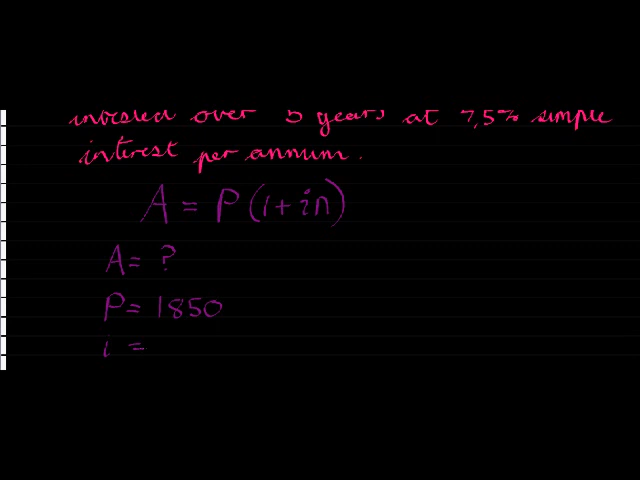 invested over 5 years at 7,5% simple
interest per annum.
A = P(1+in)
A = ?
P = 1850
i =